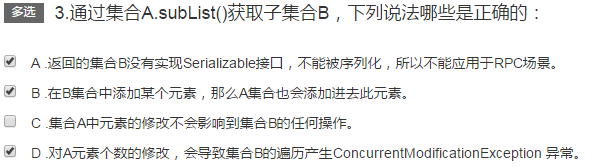 多选 3.通过集合A.subList()获取子集合B，下列说法哪些是正确的：
A .返回的集合B没有实现Serializable接口，不能被序列化，所以不能应用于RPC场景。
B .在B集合中添加某个元素，那么A集合也会添加进去此元素。
C .集合A中元素的修改不会影响到集合B的任何操作。
D .对A元素个数的修改，会导致集合B的遍历产生ConcurrentModificationException 异常。